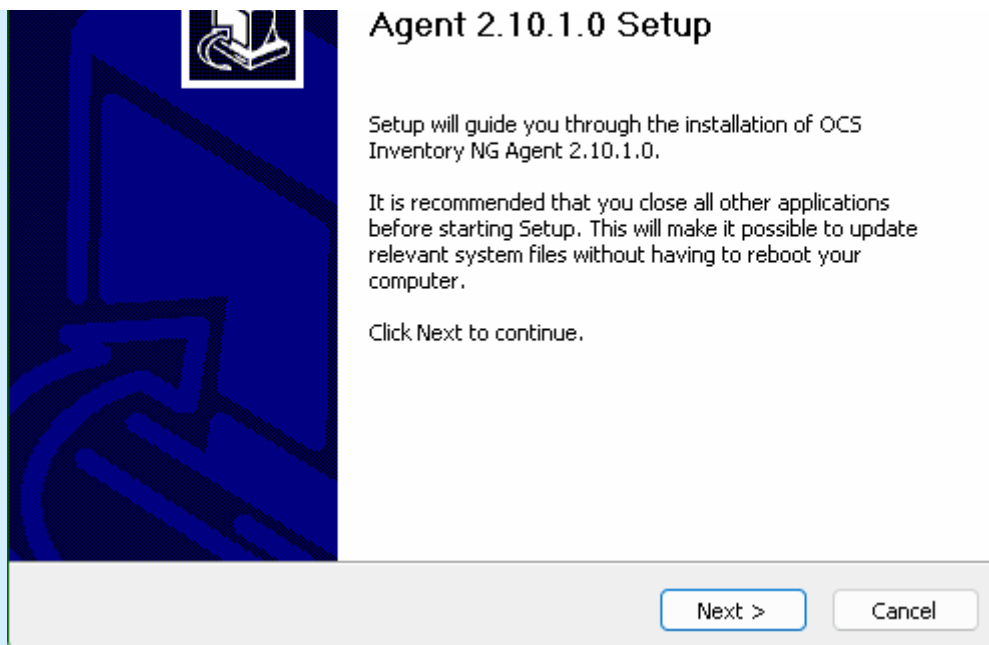 Agent 2.10.1.0 Setup
Setup will guide you through the installation of OCS
Inventory NG Agent 2.10.1.0.
It is recommended that you close all other applications
before starting Setup. This will make it possible to update
relevant system files without having to reboot your
computer.
Click Next to continue.
Next >
Cancel